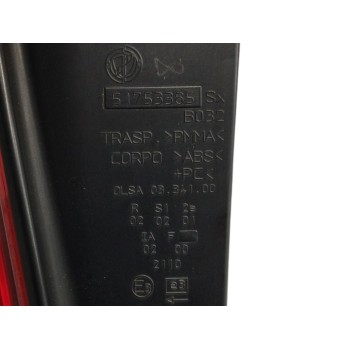 SX
B032
TRASP. >PMMA<
CORPO >ABS<
+PC<
OLSA 08.341.00
R S1 2a
02 02 01
IA F
02 00
2110
E3